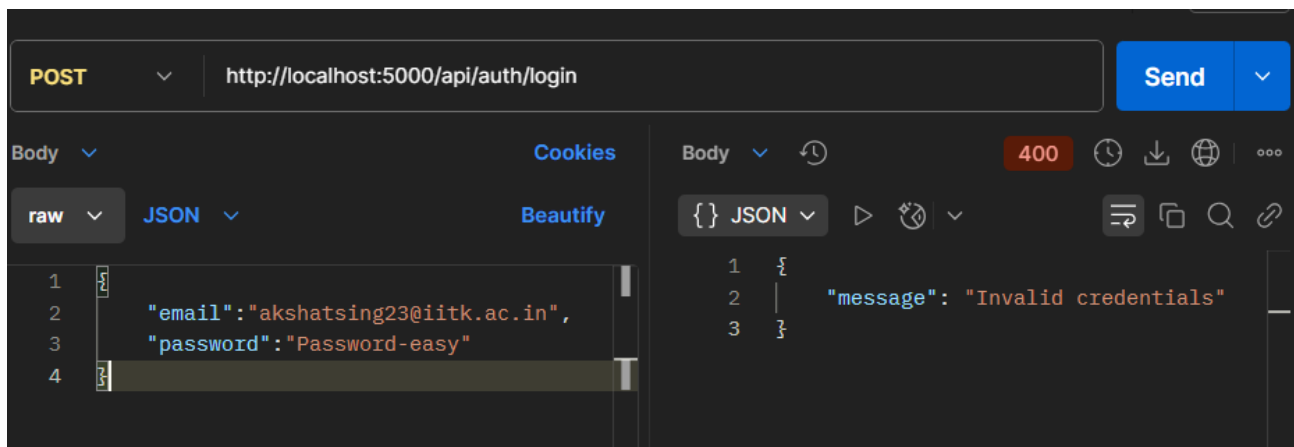 POST http://localhost:5000/api/auth/login Send
Body Cookies
raw JSON Beautify
1 {
2 "email":"akshatsing23@iitk.ac.in",
3 "password":"Password-easy"
4 }
Body 400
{} JSON
1 {
2 "message": "Invalid credentials"
3 }